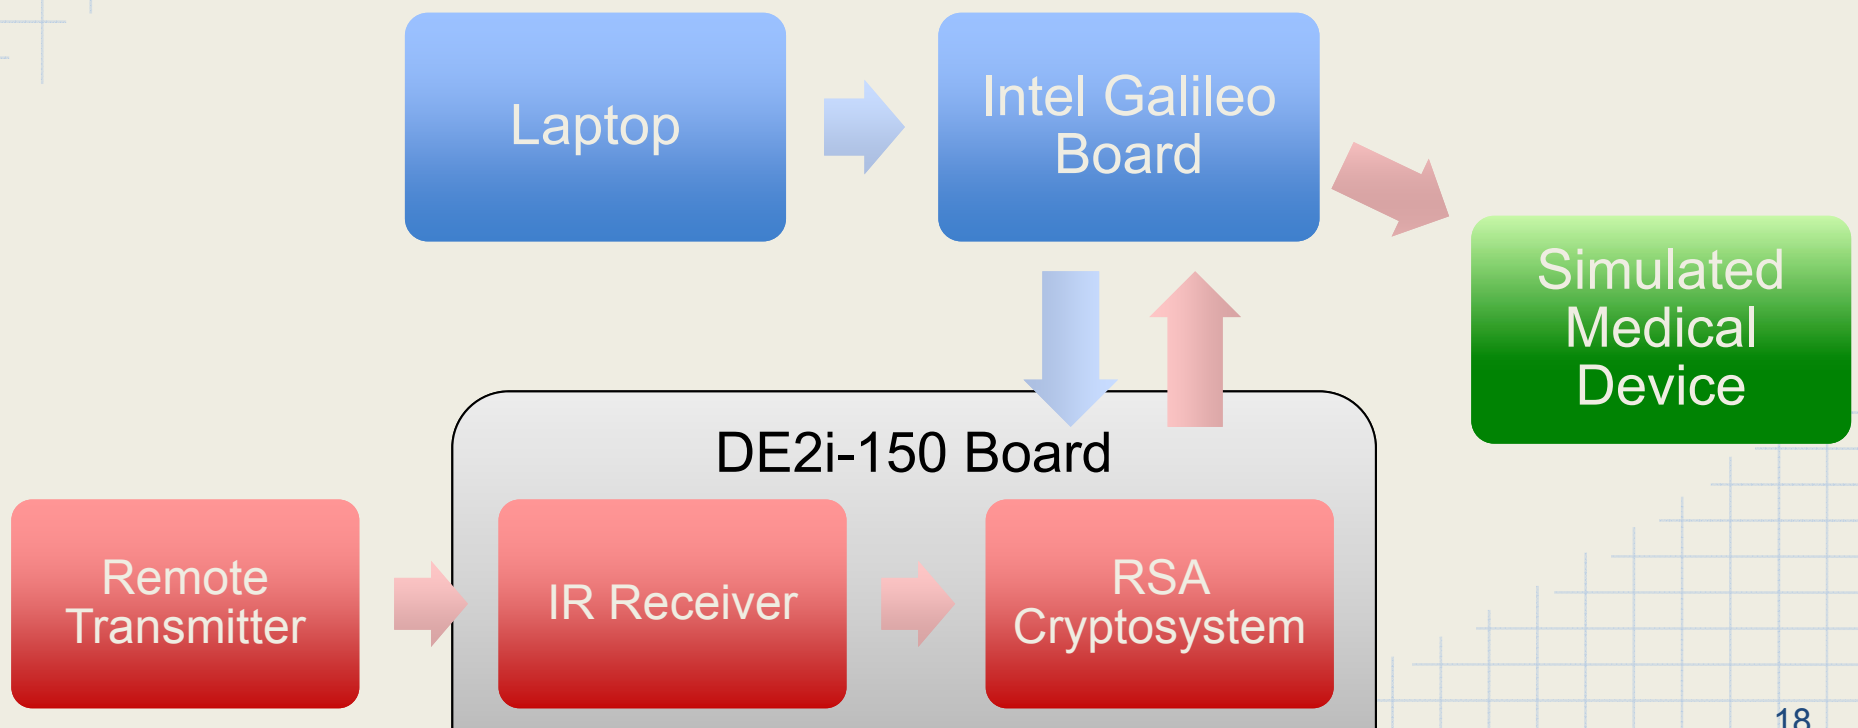 Laptop
Intel Galileo
Board
Simulated
Medical
Device
DE2i-150 Board
Remote
Transmitter
IR Receiver
RSA
Cryptosystem
18